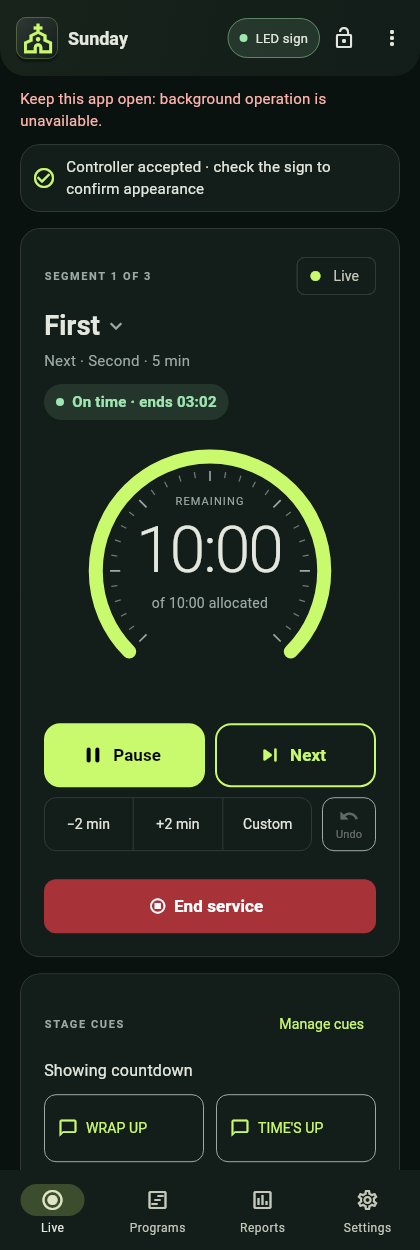 Sunday
LED sign
Keep this app open: background operation is
unavailable.
Controller accepted · check the sign to
confirm appearance
SEGMENT 1 OF 3
Live
First
Next · Second · 5 min
On time · ends 03:02
REMAINING
10:00
of 10:00 allocated
Pause
Next
−2 min
+2 min
Custom
Undo
End service
STAGE CUES
Manage cues
Showing countdown
WRAP UP
TIME'S UP
Live
Programs
Reports
Settings